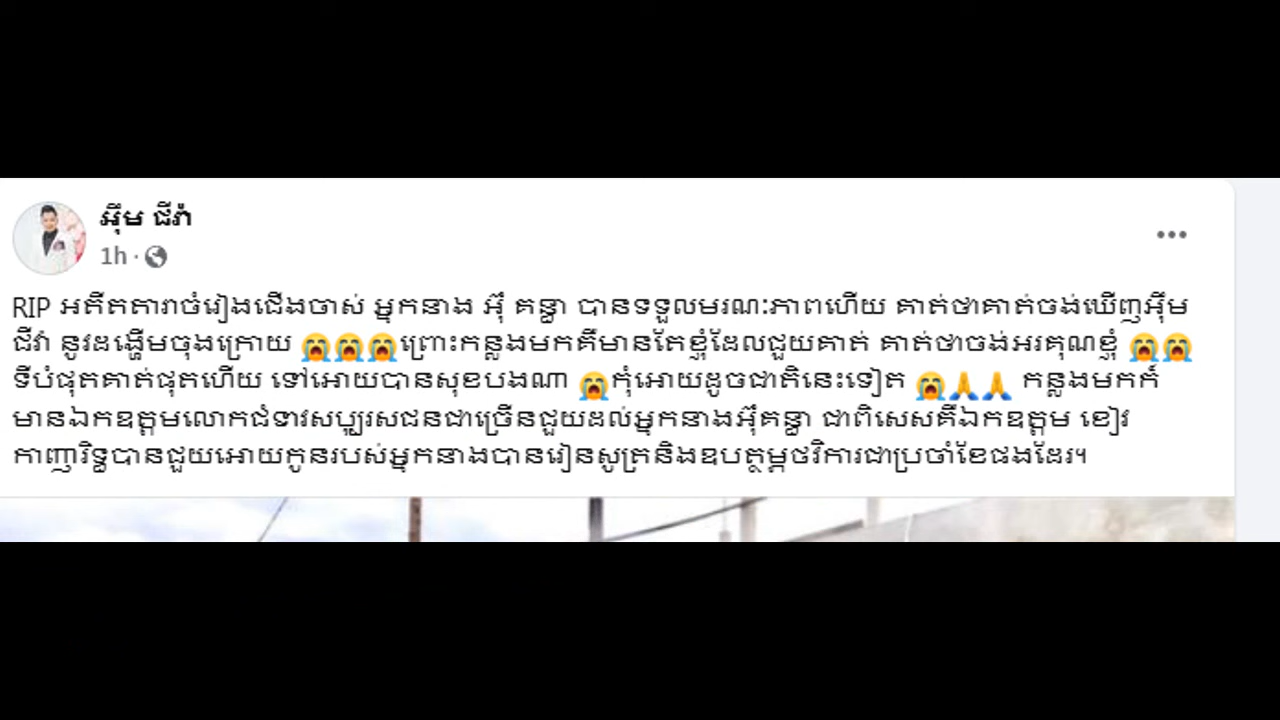 អ៊ឹម ជីវ៉ា
1h ·
RIP អតីតតារាចំរៀងជើងចាស់ អ្នកនាង អ៊ុំ គន្ធា បានទទួលមរណៈភាពហើយ គាត់ថាគាត់ចង់ឃើញអ៊ឹម
ជីវ៉ា នូវដង្ហើមចុងក្រោយ 😭😭😭ព្រោះកន្លងមកគឺមានតែខ្ញុំដែលជួយគាត់ គាត់ថាចង់អរគុណខ្ញុំ 😭😭
ទីបំផុតគាត់ផុតហើយ ទៅអោយបានសុខបងណា 😭កុំអោយដូចជាតិនេះទៀត 😭🙏🙏 កន្លងមកក៏
មានឯកឧត្តមលោកជំទាវសប្បុរសជនជាច្រើនជួយដល់អ្នកនាងអ៊ុំគន្ធា ជាពិសេសគឺឯកឧត្តម ខៀវ
កាញារិទ្ធបានជួយអោយកូនរបស់អ្នកនាងបានរៀនសូត្រនិងឧបត្ថម្ភថវិការជាប្រចាំខែផងដែរ។